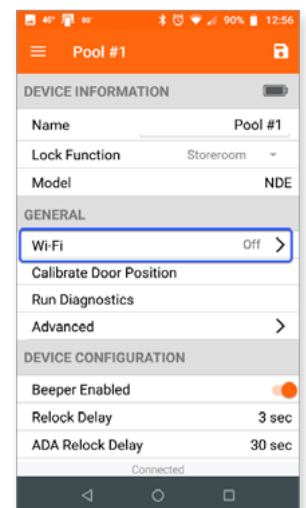 46° 80° 90% 12:56
Pool #1
DEVICE INFORMATION
Name Pool #1
Lock Function Storeroom
Model NDE
GENERAL
Wi-Fi Off
Calibrate Door Position
Run Diagnostics
Advanced
DEVICE CONFIGURATION
Beeper Enabled
Relock Delay 3 sec
ADA Relock Delay 30 sec
Connected